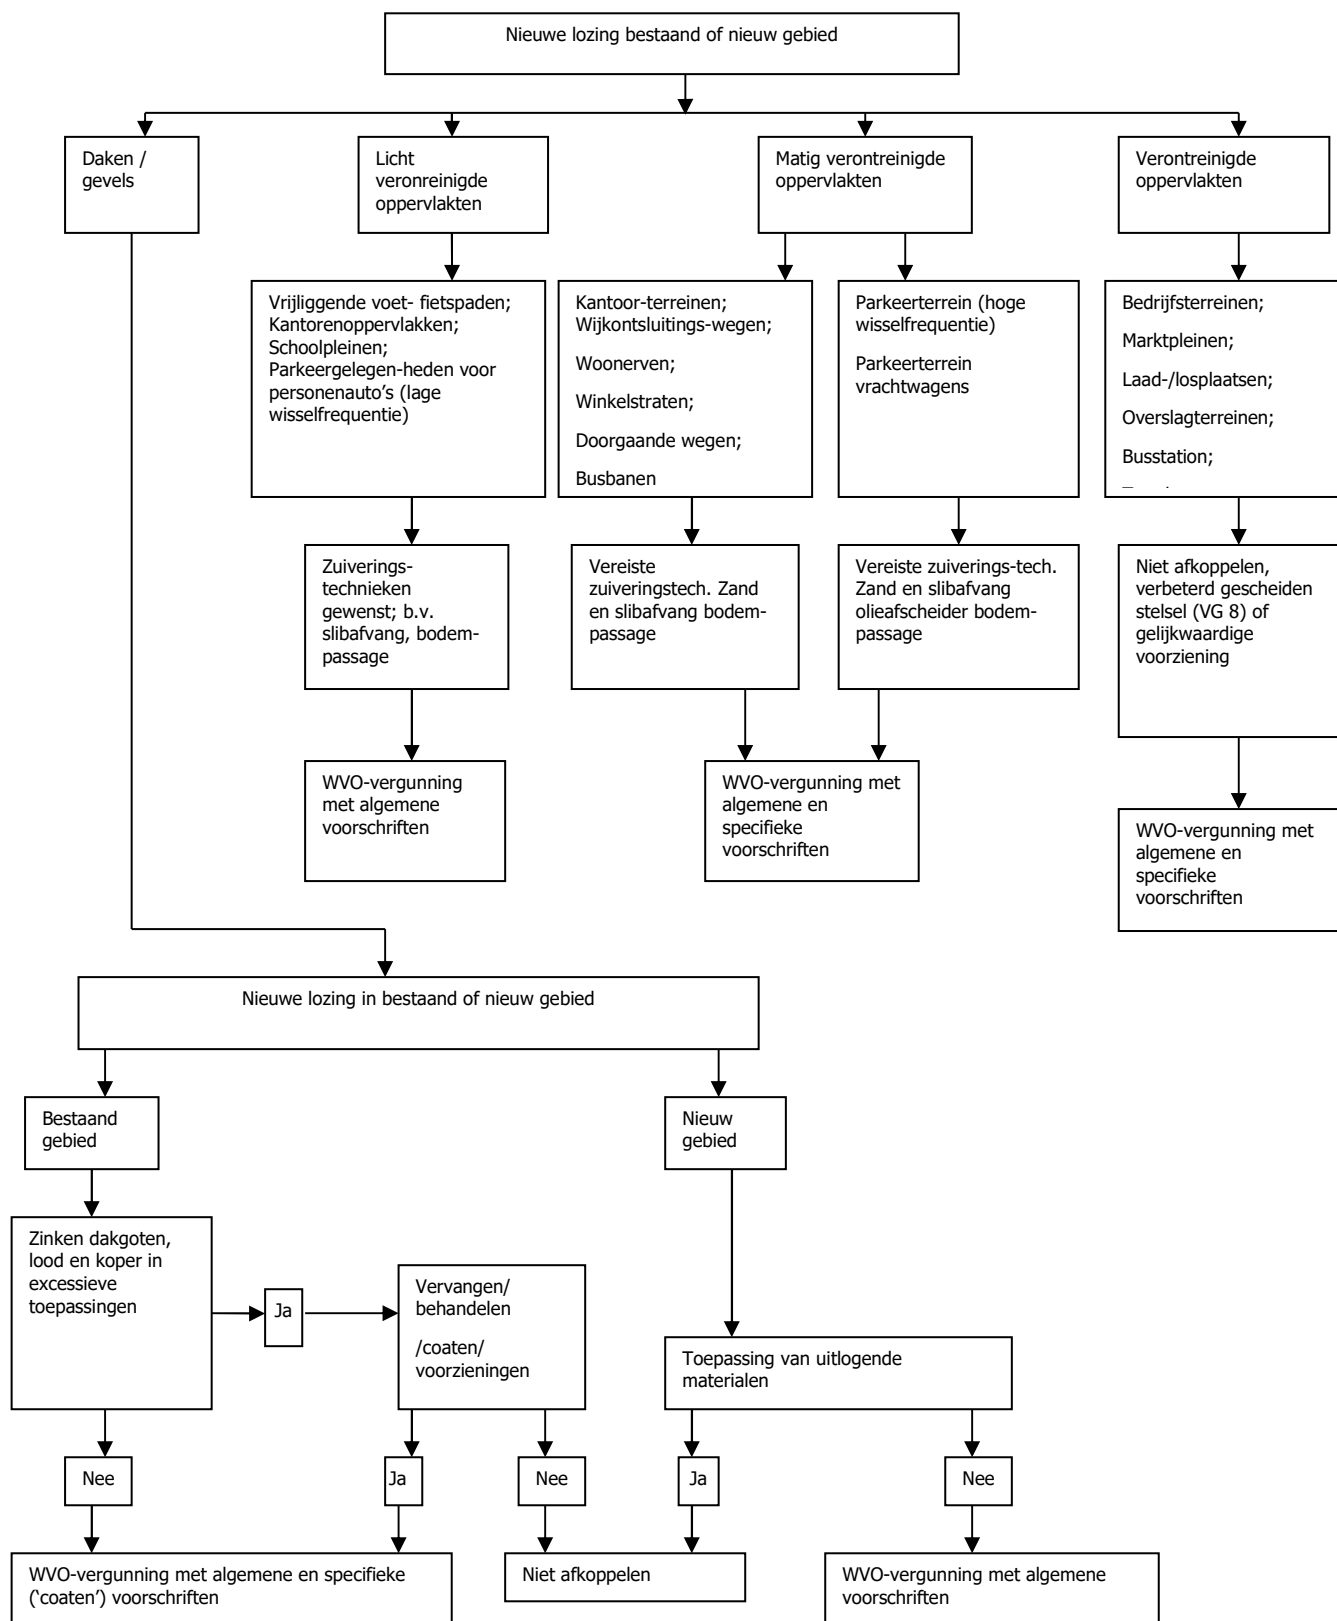 Nieuwe lozing bestaand of nieuw gebied
Daken /
gevels
Licht
veronreinigde
oppervlakten
Matig verontreinigde
oppervlakten
Verontreinigde
oppervlakten
Vrijliggende voet- fietspaden;
Kantorenoppervlakken;
Schoolpleinen;
Parkeergelegen-heden voor
personenauto's (lage
wisselfrequentie)
Kantoor-terreinen;
Wijkontsluitings-wegen;
Woonerven;
Winkelstraten;
Doorgaande wegen;
Busbanen
Parkeerterrein (hoge
wisselfrequentie)
Parkeerterrein
vrachtwagens
Bedrijfsterreinen;
Marktpleinen;
Laad-/losplaatsen;
Overslagterreinen;
Busstation;
Zuiverings-
technieken
gewenst; b.v.
slibafvang, bodem-
passage
Vereiste
zuiveringstech. Zand
en slibafvang bodem-
passage
Vereiste zuiverings-tech.
Zand en slibafvang
olieafscheider bodem-
passage
Niet afkoppelen,
verbeterd gescheiden
stelsel (VG 8) of
gelijkwaardige
voorziening
WVO-vergunning
met algemene
voorschriften
WVO-vergunning met
algemene en
specifieke
voorschriften
WVO-vergunning met
algemene en
specifieke
voorschriften
Nieuwe lozing in bestaand of nieuw gebied
Bestaand
gebied
Nieuw
gebied
Zinken dakgoten,
lood en koper in
excessieve
toepassingen
Ja
Vervangen/
behandelen
/coaten/
voorzieningen
Toepassing van uitlogende
materialen
Nee
Ja
Nee
Ja
Nee
WVO-vergunning met algemene en specifieke
('coaten') voorschriften
Niet afkoppelen
WVO-vergunning met algemene
voorschriften